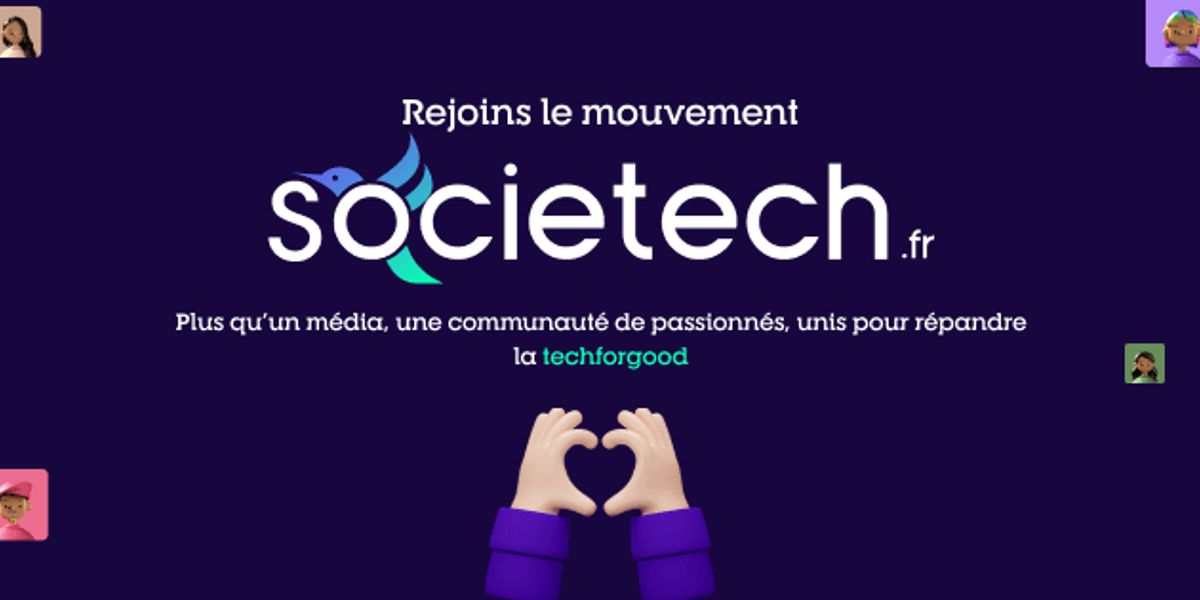 Rejoins le mouvement
societech.fr
Plus qu'un média, une communauté de passionnés, unis pour répandre
la techforgood